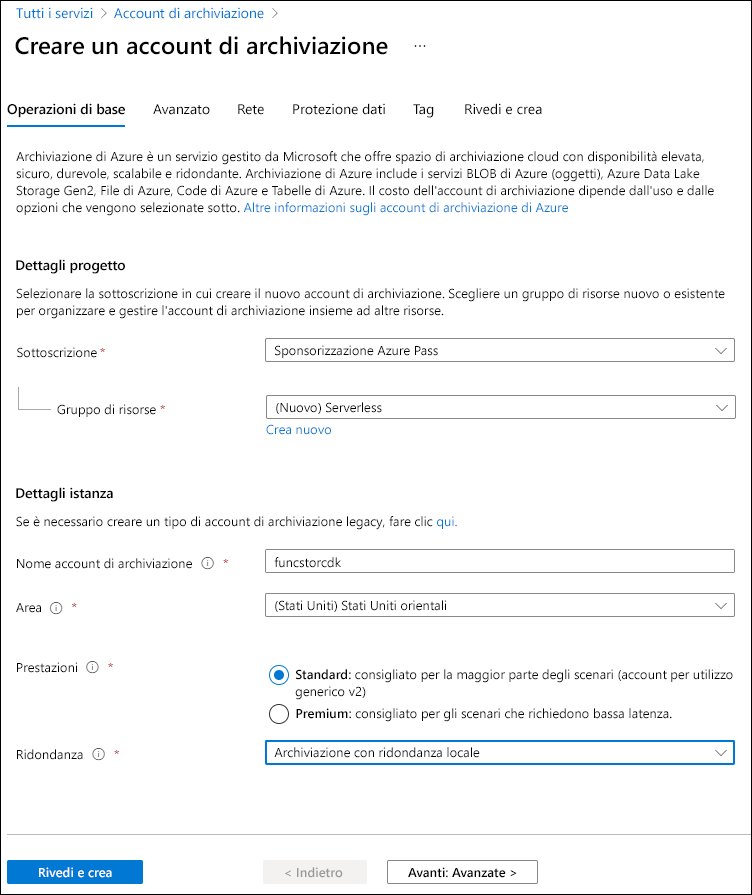 Tutti i servizi > Account di archiviazione >
Creare un account di archiviazione ...
Operazioni di base Avanzato Rete Protezione dati Tag Rivedi e crea
Archiviazione di Azure è un servizio gestito da Microsoft che offre spazio di archiviazione cloud con disponibilità elevata,
sicuro, durevole, scalabile e ridondante. Archiviazione di Azure include i servizi BLOB di Azure (oggetti), Azure Data Lake
Storage Gen2, File di Azure, Code di Azure e Tabelle di Azure. Il costo dell'account di archiviazione dipende dall'uso e dalle
opzioni che vengono selezionate sotto. Altre informazioni sugli account di archiviazione di Azure
Dettagli progetto
Selezionare la sottoscrizione in cui creare il nuovo account di archiviazione. Scegliere un gruppo di risorse nuovo o esistente
per organizzare e gestire l'account di archiviazione insieme ad altre risorse.
Sottoscrizione * Sponsorizzazione Azure Pass
Gruppo di risorse * (Nuovo) Serverless
Crea nuovo
Dettagli istanza
Se è necessario creare un tipo di account di archiviazione legacy, fare clic qui.
Nome account di archiviazione * funcstorcdk
Area * (Stati Uniti) Stati Uniti orientali
Prestazioni * Standard: consigliato per la maggior parte degli scenari (account per utilizzo
generico v2)
Premium: consigliato per gli scenari che richiedono bassa latenza.
Ridondanza * Archiviazione con ridondanza locale
Rivedi e crea < Indietro Avanti: Avanzate >